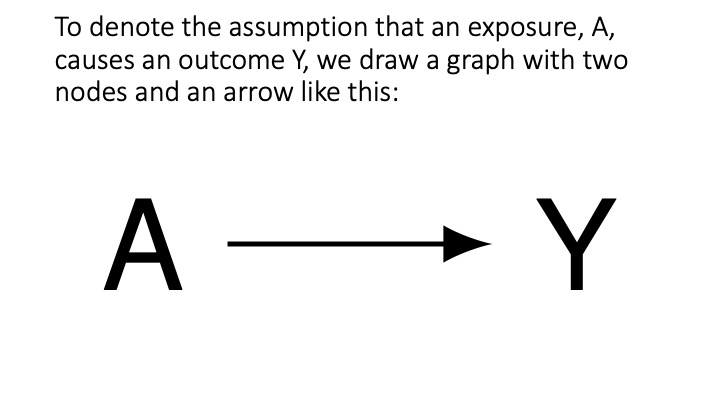 To denote the assumption that an exposure, A,
causes an outcome Y, we draw a graph with two
nodes and an arrow like this:
A Y